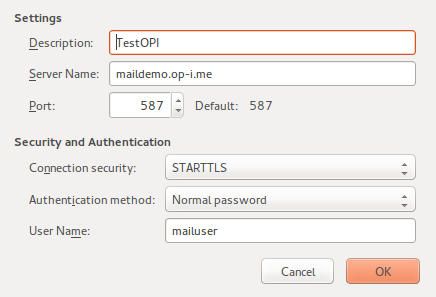 Settings
Description: TestOPI
Server Name: maildemo.op-i.me
Port: 587 Default: 587
Security and Authentication
Connection security: STARTTLS
Authentication method: Normal password
User Name: mailuser
Cancel OK